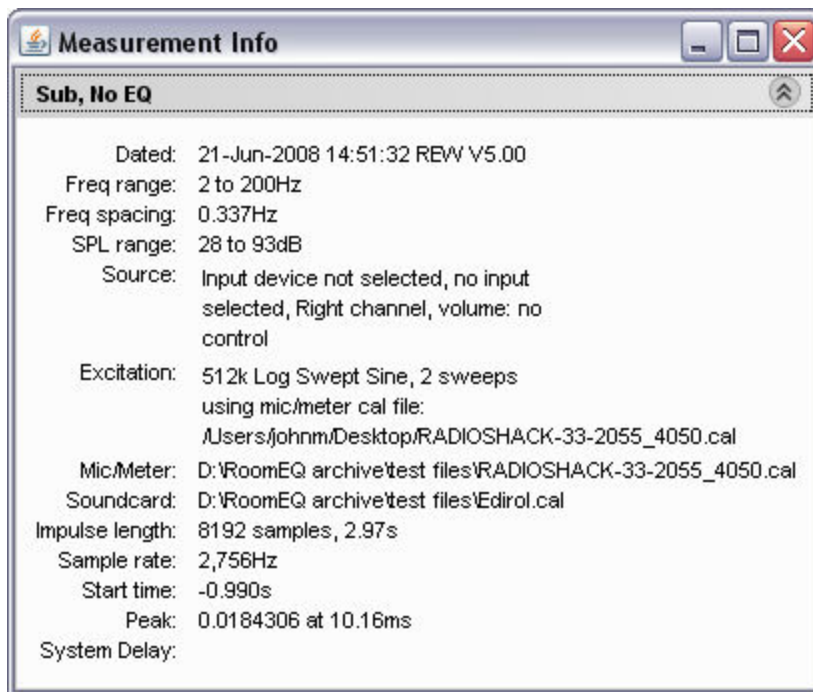 Measurement Info
Sub, No EQ
Dated: 21-Jun-2008 14:51:32 REW V5.00
Freq range: 2 to 200Hz
Freq spacing: 0.337Hz
SPL range: 28 to 93dB
Source: Input device not selected, no input
selected, Right channel, volume: no
control
Excitation: 512k Log Swept Sine, 2 sweeps
using mic/meter cal file:
/Users/johnm/Desktop/RADIOSHACK-33-2055_4050.cal
Mic/Meter: D:\RoomEQ archive\test files\RADIOSHACK-33-2055_4050.cal
Soundcard: D:\RoomEQ archive\test files\Edirol.cal
Impulse length: 8192 samples, 2.97s
Sample rate: 2,756Hz
Start time: -0.990s
Peak: 0.0184306 at 10.16ms
System Delay: